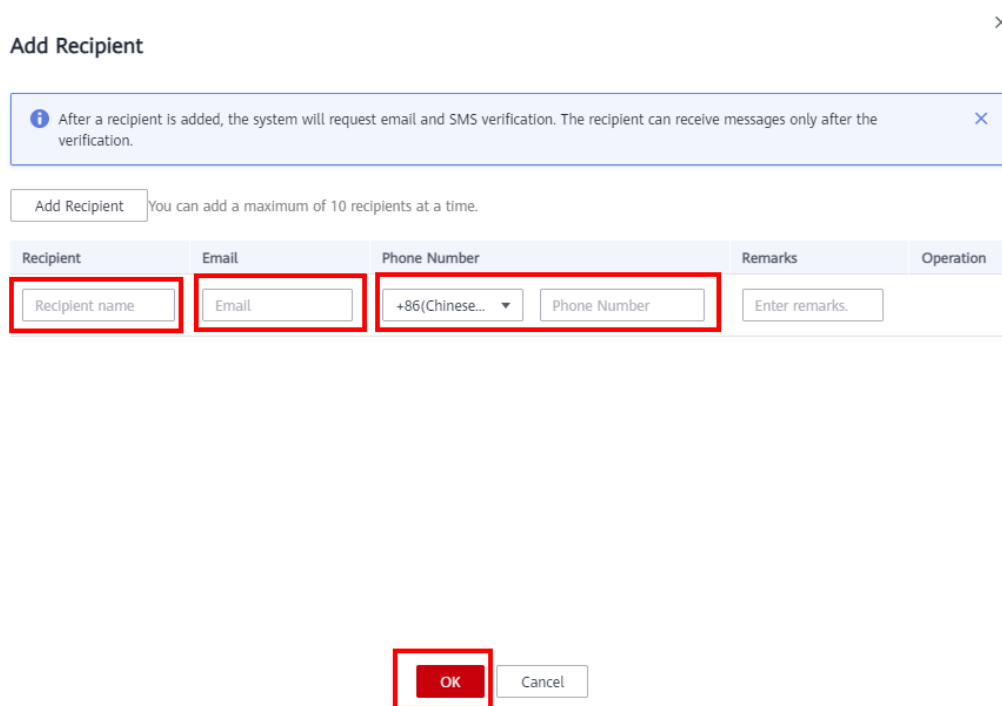 Add Recipient
After a recipient is added, the system will request email and SMS verification. The recipient can receive messages only after the
verification.
Add Recipient You can add a maximum of 10 recipients at a time.
Recipient Email Phone Number Remarks Operation
Recipient name Email +86(Chinese... Phone Number Enter remarks.
OK Cancel